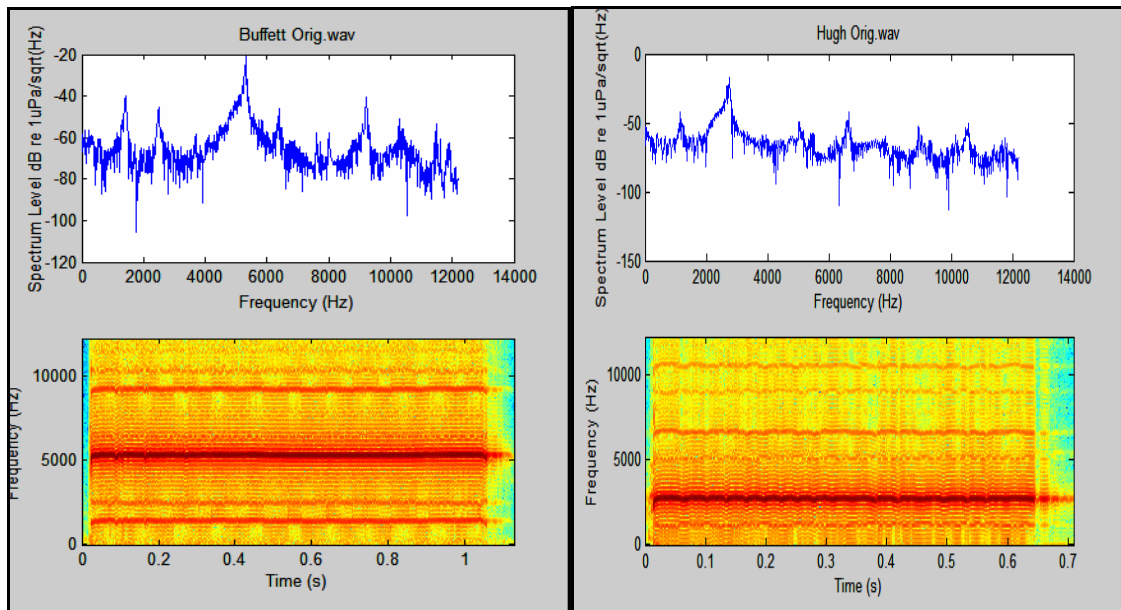 Buffett Orig.wav
Spectrum Level dB re 1uPa/sqrt(Hz)
-20
-40
-60
-80
-100
-120
0 2000 4000 6000 8000 10000 12000 14000
Frequency (Hz)
Frequency (Hz)
10000
5000
0
0 0.2 0.4 0.6 0.8 1
Time (s)
Hugh Orig.wav
Spectrum Level dB re 1uPa/sqrt(Hz)
0
-50
-100
-150
0 2000 4000 6000 8000 10000 12000 14000
Frequency (Hz)
Frequency (Hz)
10000
5000
0
0 0.1 0.2 0.3 0.4 0.5 0.6 0.7
Time (s)